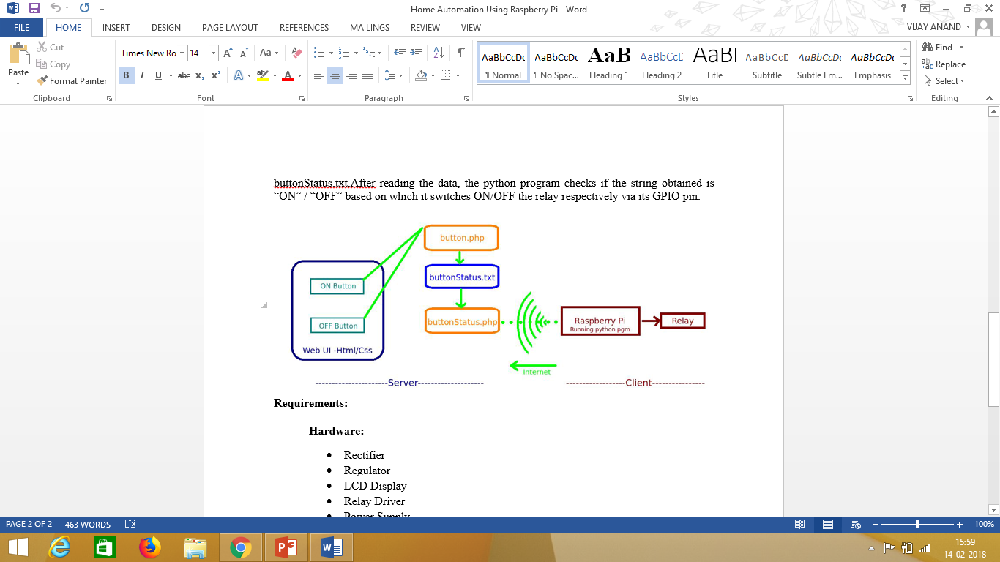 Home Automation Using Raspberry Pi - Word
FILE HOME INSERT DESIGN PAGE LAYOUT REFERENCES MAILINGS REVIEW VIEW VIJAY ANAND
Paste
Cut
Copy
Format Painter
Times New Ro 14
B I U abc x₂ x²
AaBbCcDc AaBbCcDc AaB AaBbCcD AaBl AaBbCcD AaBbCcDc AaBbCcDc
¶ Normal ¶ No Spac... Heading 1 Heading 2 Title Subtitle Subtle Em... Emphasis
Find
Replace
Select
Clipboard Font Paragraph Styles Editing
buttonStatus.txt.After reading the data, the python program checks if the string obtained is
“ON” / “OFF” based on which it switches ON/OFF the relay respectively via its GPIO pin.
button.php
buttonStatus.txt
ON Button
OFF Button
buttonStatus.php
Raspberry Pi
Running python pgm
Relay
Web UI -Html/Css
Internet
----------------------Server--------------------
------------------Client----------------
Requirements:
Hardware:
• Rectifier
• Regulator
• LCD Display
• Relay Driver
• Power Supply
PAGE 2 OF 2 463 WORDS 100%
15:59
14-02-2018